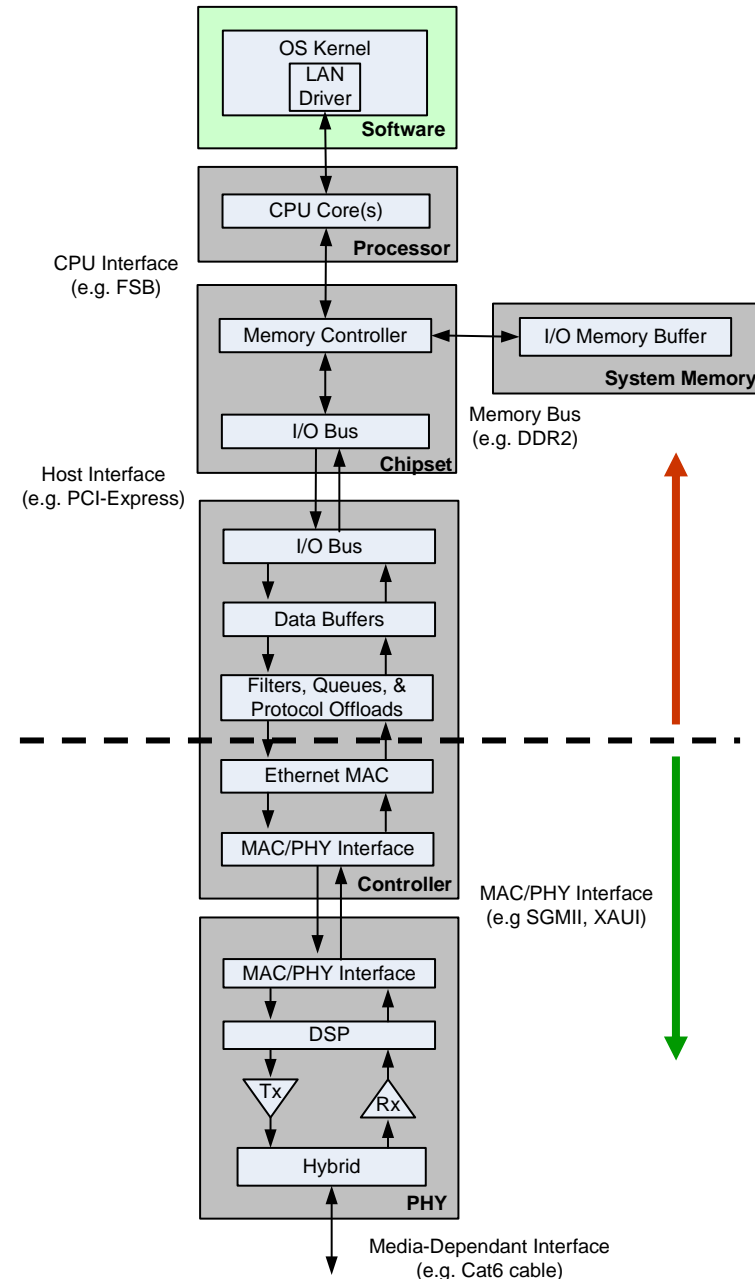 OS Kernel
LAN
Driver
Software
CPU Core(s)
Processor
CPU Interface
(e.g. FSB)
Memory Controller
I/O Memory Buffer
System Memory
I/O Bus
Chipset
Memory Bus
(e.g. DDR2)
Host Interface
(e.g. PCI-Express)
I/O Bus
Data Buffers
Filters, Queues, &
Protocol Offloads
Ethernet MAC
MAC/PHY Interface
Controller
MAC/PHY Interface
(e.g SGMII, XAUI)
MAC/PHY Interface
DSP
Tx
Rx
Hybrid
PHY
Media-Dependant Interface
(e.g. Cat6 cable)